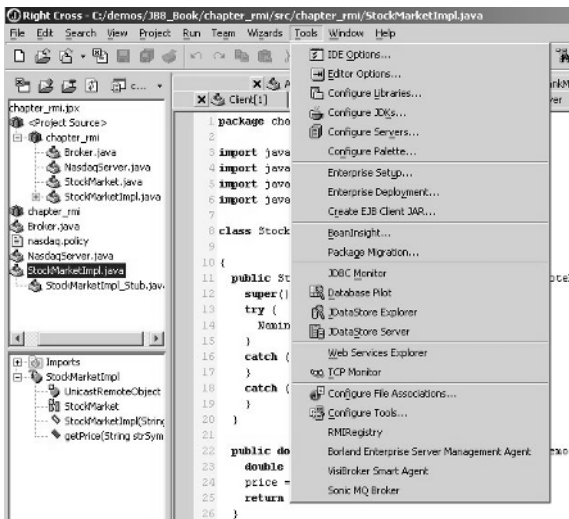 Right Cross - C:/demos/JB8_Book/chapter_rmi/src/chapter_rmi/StockMarketImpl.java
File Edit Search View Project Run Team Wizards Tools Window Help
c...
chapter_rmi.jpx
<Project Source>
chapter_rmi
Broker.java
NasdaqServer.java
StockMarket.java
StockMarketImpl.java
chapter_rmi
Broker.java
nasdaq.policy
NasdaqServer.java
StockMarketImpl.java
StockMarketImpl_Stub.jav
Imports
StockMarketImpl
UnicastRemoteObject
StockMarket
StockMarketImpl(String
getPrice(String strSym
Client[1]
1 package cha
2
3 import java
4 import java
5 import java
6 import java
7
8 class Stock
9
10 {
11 public St
12 super()
13 try {
14 Namin
15 }
16 catch (
17 }
18 catch (
19 }
20 }
21
22 public do
23 double
24 price =
25 return
26 }
IDE Options...
Editor Options...
Configure Libraries...
Configure JDKs...
Configure Servers...
Configure Palette...
Enterprise Setup...
Enterprise Deployment...
Create EJB Client JAR...
BeanInsight...
Package Migration...
JDBC Monitor
Database Pilot
JDataStore Explorer
JDataStore Server
Web Services Explorer
TCP Monitor
Configure File Associations...
Configure Tools...
RMIRegistry
Borland Enterprise Server Management Agent
VisiBroker Smart Agent
Sonic MQ Broker